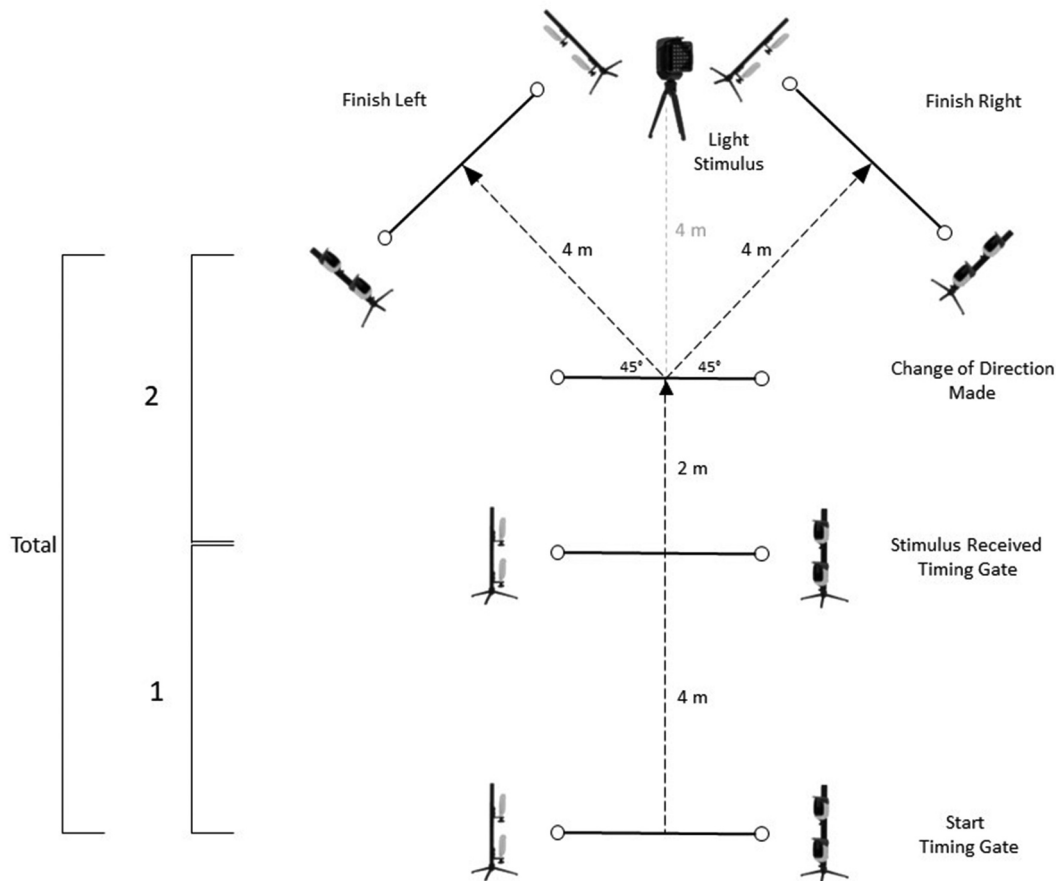 Finish Left
Finish Right
Light
Stimulus
4 m
4 m
4 m
45°
45°
Change of Direction
Made
2
2 m
Total
Stimulus Received
Timing Gate
1
4 m
Start
Timing Gate